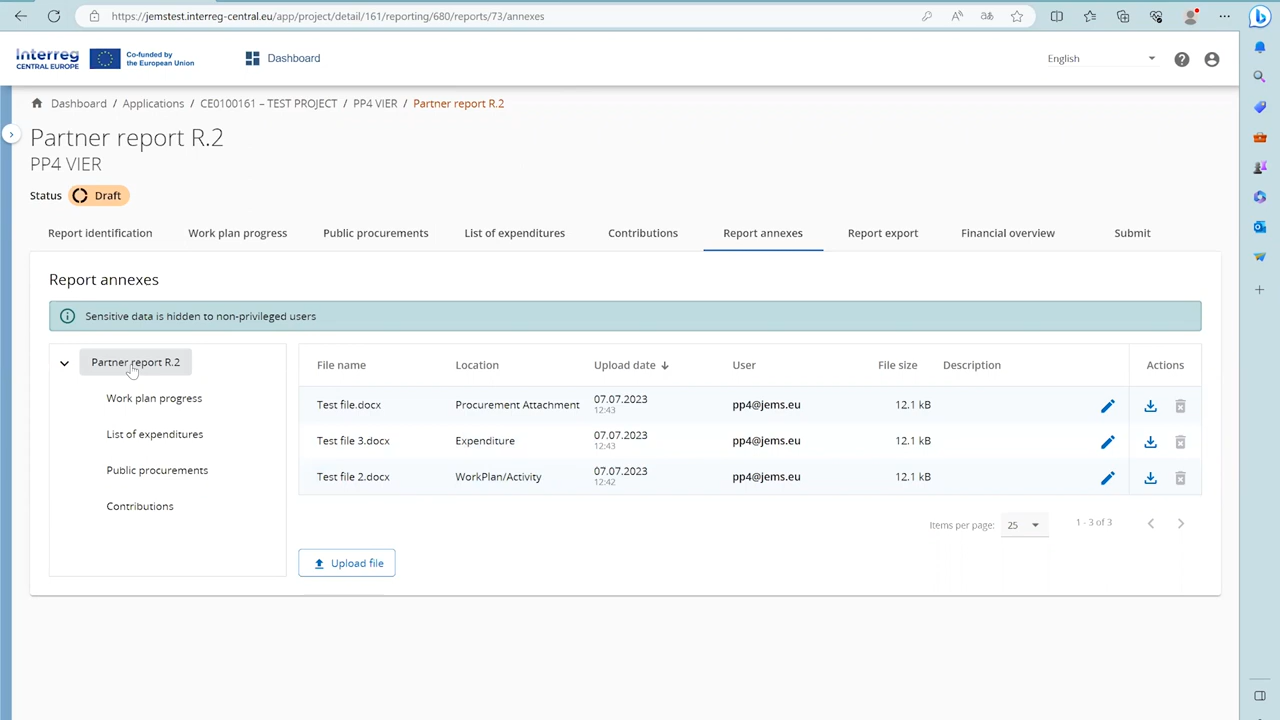 https://jemstest.interreg-central.eu/app/project/detail/161/reporting/680/reports/73/annexes
Interreg
CENTRAL EUROPE
Co-funded by
the European Union
Dashboard
English
Dashboard / Applications / CE0100161 – TEST PROJECT / PP4 VIER / Partner report R.2
Partner report R.2
PP4 VIER
Status Draft
Report identification Work plan progress Public procurements List of expenditures Contributions Report annexes Report export Financial overview Submit
Report annexes
Sensitive data is hidden to non-privileged users
Partner report R.2
Work plan progress
List of expenditures
Public procurements
Contributions
File name Location Upload date User File size Description Actions
Test file.docx Procurement Attachment 07.07.2023 12:43 pp4@jems.eu 12.1 kB
Test file 3.docx Expenditure 07.07.2023 12:43 pp4@jems.eu 12.1 kB
Test file 2.docx WorkPlan/Activity 07.07.2023 12:42 pp4@jems.eu 12.1 kB
Items per page: 25 1 - 3 of 3
Upload file